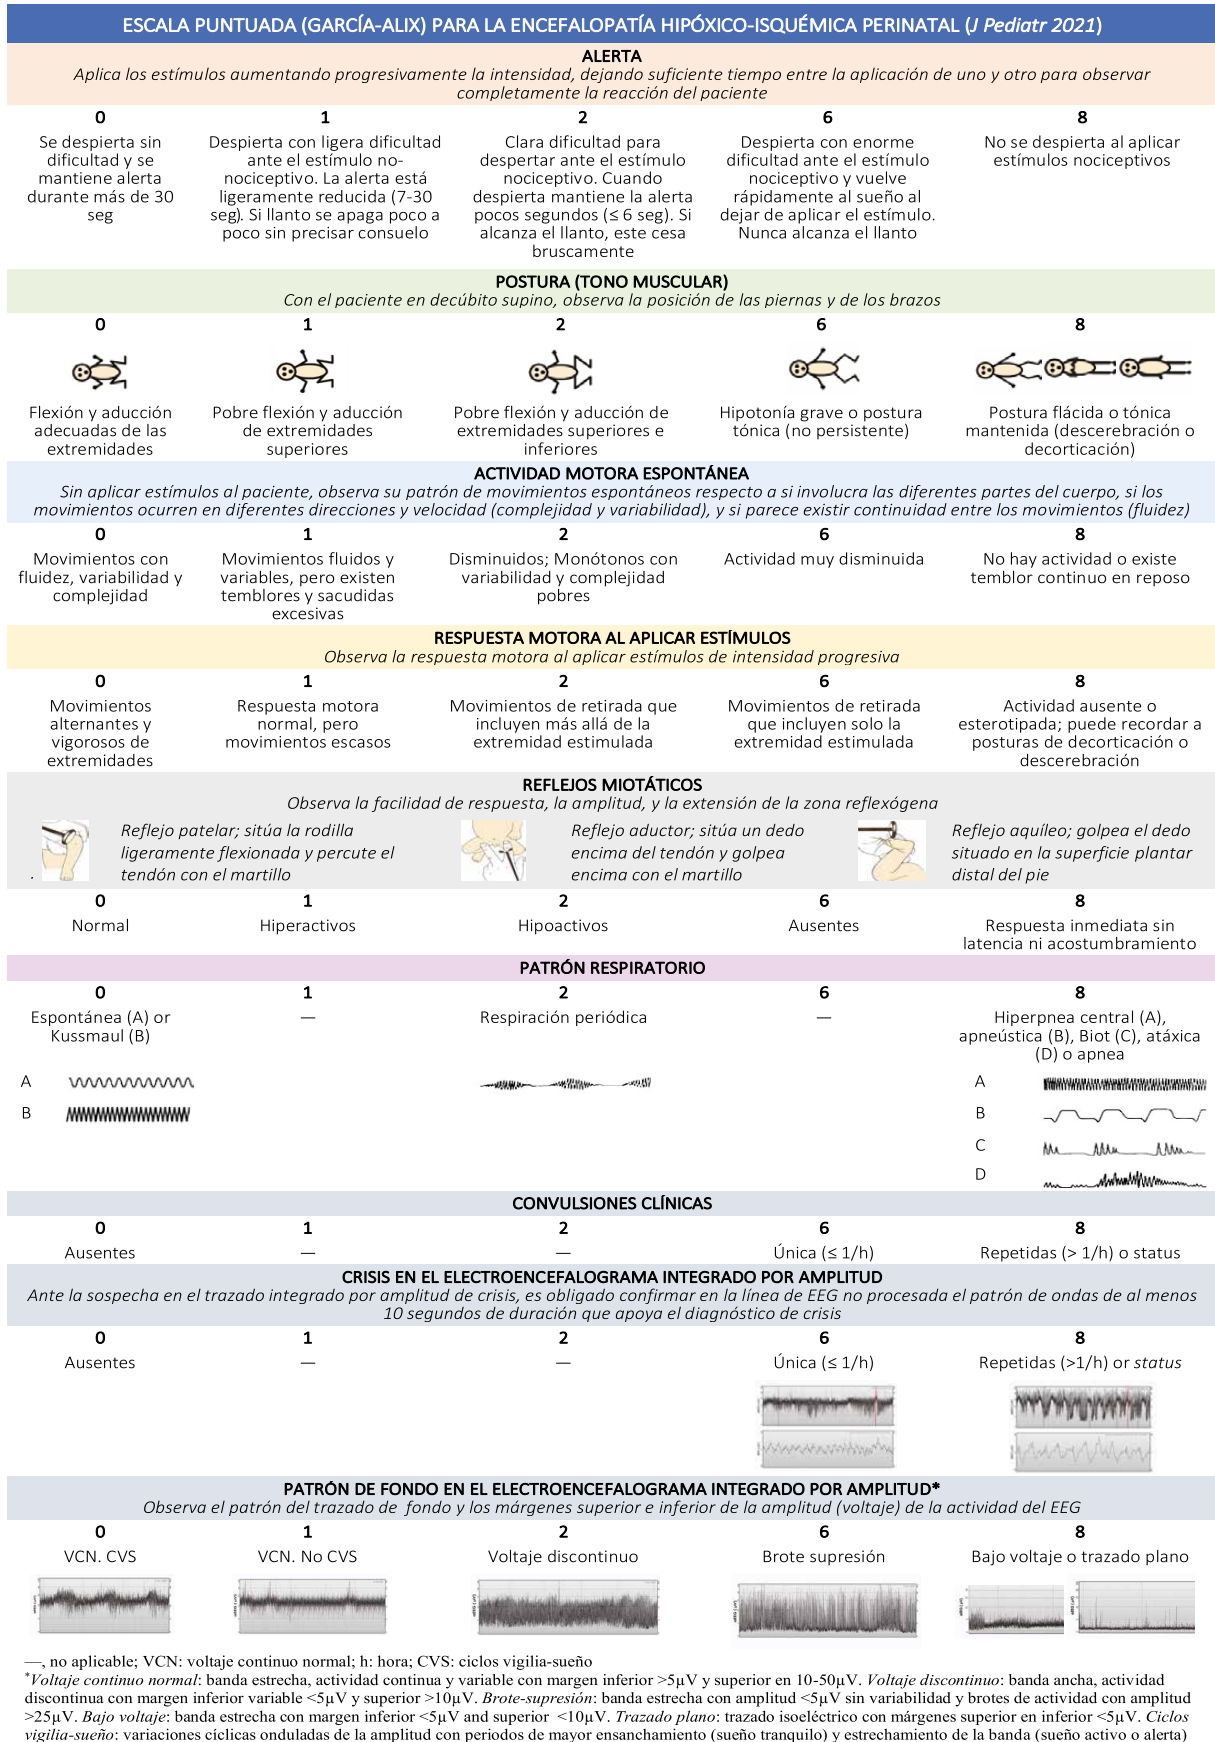 ESCALA PUNTUADA (GARCÍA-ALIX) PARA LA ENCEFALOPATÍA HIPÓXICO-ISQUÉMICA PERINATAL (J Pediatr 2021)
ALERTA
Aplica los estímulos aumentando progresivamente la intensidad, dejando suficiente tiempo entre la aplicación de uno y otro para observar
completamente la reacción del paciente
0 1 2 6 8
Se despierta sin
dificultad y se
mantiene alerta
durante más de 30
seg
Despierta con ligera dificultad
ante el estímulo no-
nociceptivo. La alerta está
ligeramente reducida (7-30
seg). Si llanto se apaga poco a
poco sin precisar consuelo
Clara dificultad para
despertar ante el estímulo
nociceptivo. Cuando
despierta mantiene la alerta
pocos segundos (≤ 6 seg). Si
alcanza el llanto, este cesa
bruscamente
Despierta con enorme
dificultad ante el estímulo
nociceptivo y vuelve
rápidamente al sueño al
dejar de aplicar el estímulo.
Nunca alcanza el llanto
No se despierta al aplicar
estímulos nociceptivos
POSTURA (TONO MUSCULAR)
Con el paciente en decúbito supino, observa la posición de las piernas y de los brazos
0 1 2 6 8
Flexión y aducción
adecuadas de las
extremidades
Pobre flexión y aducción
de extremidades
superiores
Pobre flexión y aducción de
extremidades superiores e
inferiores
Hipotonía grave o postura
tónica (no persistente)
Postura flácida o tónica
mantenida (descerebración o
decorticación)
ACTIVIDAD MOTORA ESPONTÁNEA
Sin aplicar estímulos al paciente, observa su patrón de movimientos espontáneos respecto a si involucra las diferentes partes del cuerpo, si los
movimientos ocurren en diferentes direcciones y velocidad (complejidad y variabilidad), y si parece existir continuidad entre los movimientos (fluidez)
0 1 2 6 8
Movimientos con
fluidez, variabilidad y
complejidad
Movimientos fluidos y
variables, pero existen
temblores y sacudidas
excesivas
Disminuidos; Monótonos con
variabilidad y complejidad
pobres
Actividad muy disminuida
No hay actividad o existe
temblor continuo en reposo
RESPUESTA MOTORA AL APLICAR ESTÍMULOS
Observa la respuesta motora al aplicar estímulos de intensidad progresiva
0 1 2 6 8
Movimientos
alternantes y
vigorosos de
extremidades
Respuesta motora
normal, pero
movimientos escasos
Movimientos de retirada que
incluyen más allá de la
extremidad estimulada
Movimientos de retirada
que incluyen solo la
extremidad estimulada
Actividad ausente o
esterotipada; puede recordar a
posturas de decorticación o
descerebración
REFLEJOS MIOTÁTICOS
Observa la facilidad de respuesta, la amplitud, y la extensión de la zona reflexógena
Reflejo patelar; sitúa la rodilla
ligeramente flexionada y percute el
tendón con el martillo
Reflejo aductor; sitúa un dedo
encima del tendón y golpea
encima con el martillo
Reflejo aquíleo; golpea el dedo
situado en la superficie plantar
distal del pie
.
0 1 2 6 8
Normal
Hiperactivos
Hipoactivos
Ausentes
Respuesta inmediata sin
latencia ni acostumbramiento
PATRÓN RESPIRATORIO
0 1 2 6 8
Espontánea (A) or
Kussmaul (B)
—
Respiración periódica
—
Hiperpnea central (A),
apneústica (B), Biot (C), atáxica
(D) o apnea
A
B
A
B
C
D
CONVULSIONES CLÍNICAS
0 1 2 6 8
Ausentes — — Única (≤ 1/h) Repetidas (> 1/h) o status
CRISIS EN EL ELECTROENCEFALOGRAMA INTEGRADO POR AMPLITUD
Ante la sospecha en el trazado integrado por amplitud de crisis, es obligado confirmar en la línea de EEG no procesada el patrón de ondas de al menos
10 segundos de duración que apoya el diagnóstico de crisis
0 1 2 6 8
Ausentes — — Única (≤ 1/h) Repetidas (>1/h) or status
PATRÓN DE FONDO EN EL ELECTROENCEFALOGRAMA INTEGRADO POR AMPLITUD*
Observa el patrón del trazado de fondo y los márgenes superior e inferior de la amplitud (voltaje) de la actividad del EEG
0 1 2 6 8
VCN. CVS VCN. No CVS Voltaje discontinuo Brote supresión Bajo voltaje o trazado plano
—, no aplicable; VCN: voltaje continuo normal; h: hora; CVS: ciclos vigilia-sueño
*Voltaje continuo normal: banda estrecha, actividad continua y variable con margen inferior >5µV y superior en 10-50µV. Voltaje discontinuo: banda ancha, actividad
discontinua con margen inferior variable <5µV y superior >10µV. Brote-supresión: banda estrecha con amplitud <5µV sin variabilidad y brotes de actividad con amplitud
>25µV. Bajo voltaje: banda estrecha con margen inferior <5µV and superior <10µV. Trazado plano: trazado isoeléctrico con márgenes superior en inferior <5µV. Ciclos
vigilia-sueño: variaciones cíclicas onduladas de la amplitud con periodos de mayor ensanchamiento (sueño tranquilo) y estrechamiento de la banda (sueño activo o alerta)